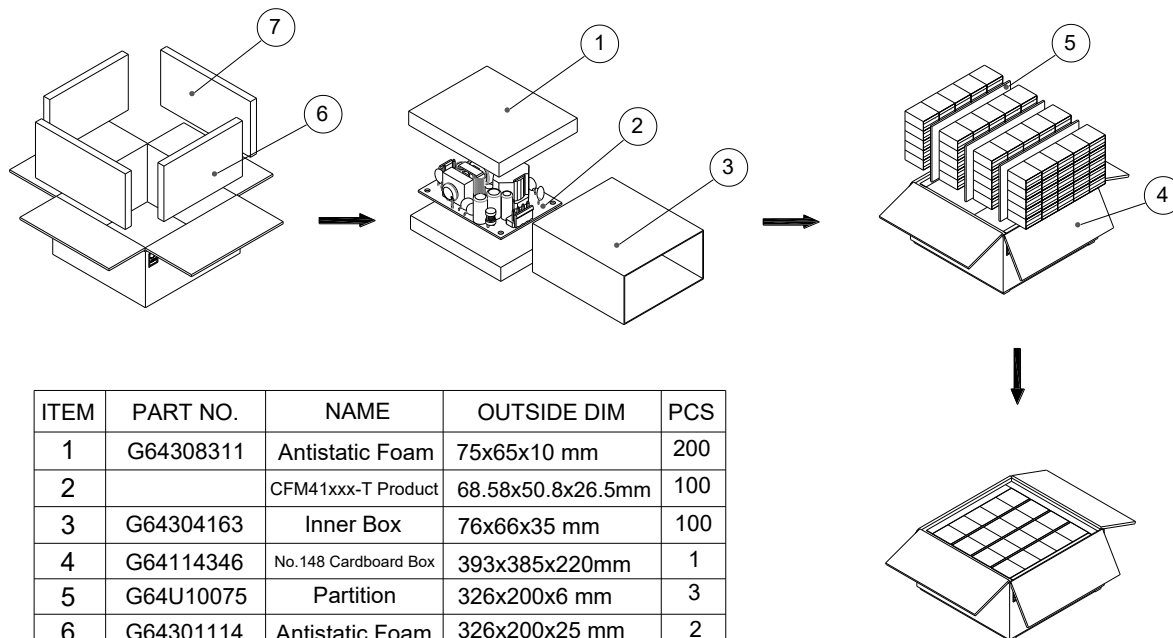 7
1
5
6
2
3
4
ITEM PART NO. NAME OUTSIDE DIM PCS
1 G64308311 Antistatic Foam 75x65x10 mm 200
2 CFM41xxx-T Product 68.58x50.8x26.5mm 100
3 G64304163 Inner Box 76x66x35 mm 100
4 G64114346 No.148 Cardboard Box 393x385x220mm 1
5 G64U10075 Partition 326x200x6 mm 3
6 G64301114 Antistatic Foam 326x200x25 mm 2